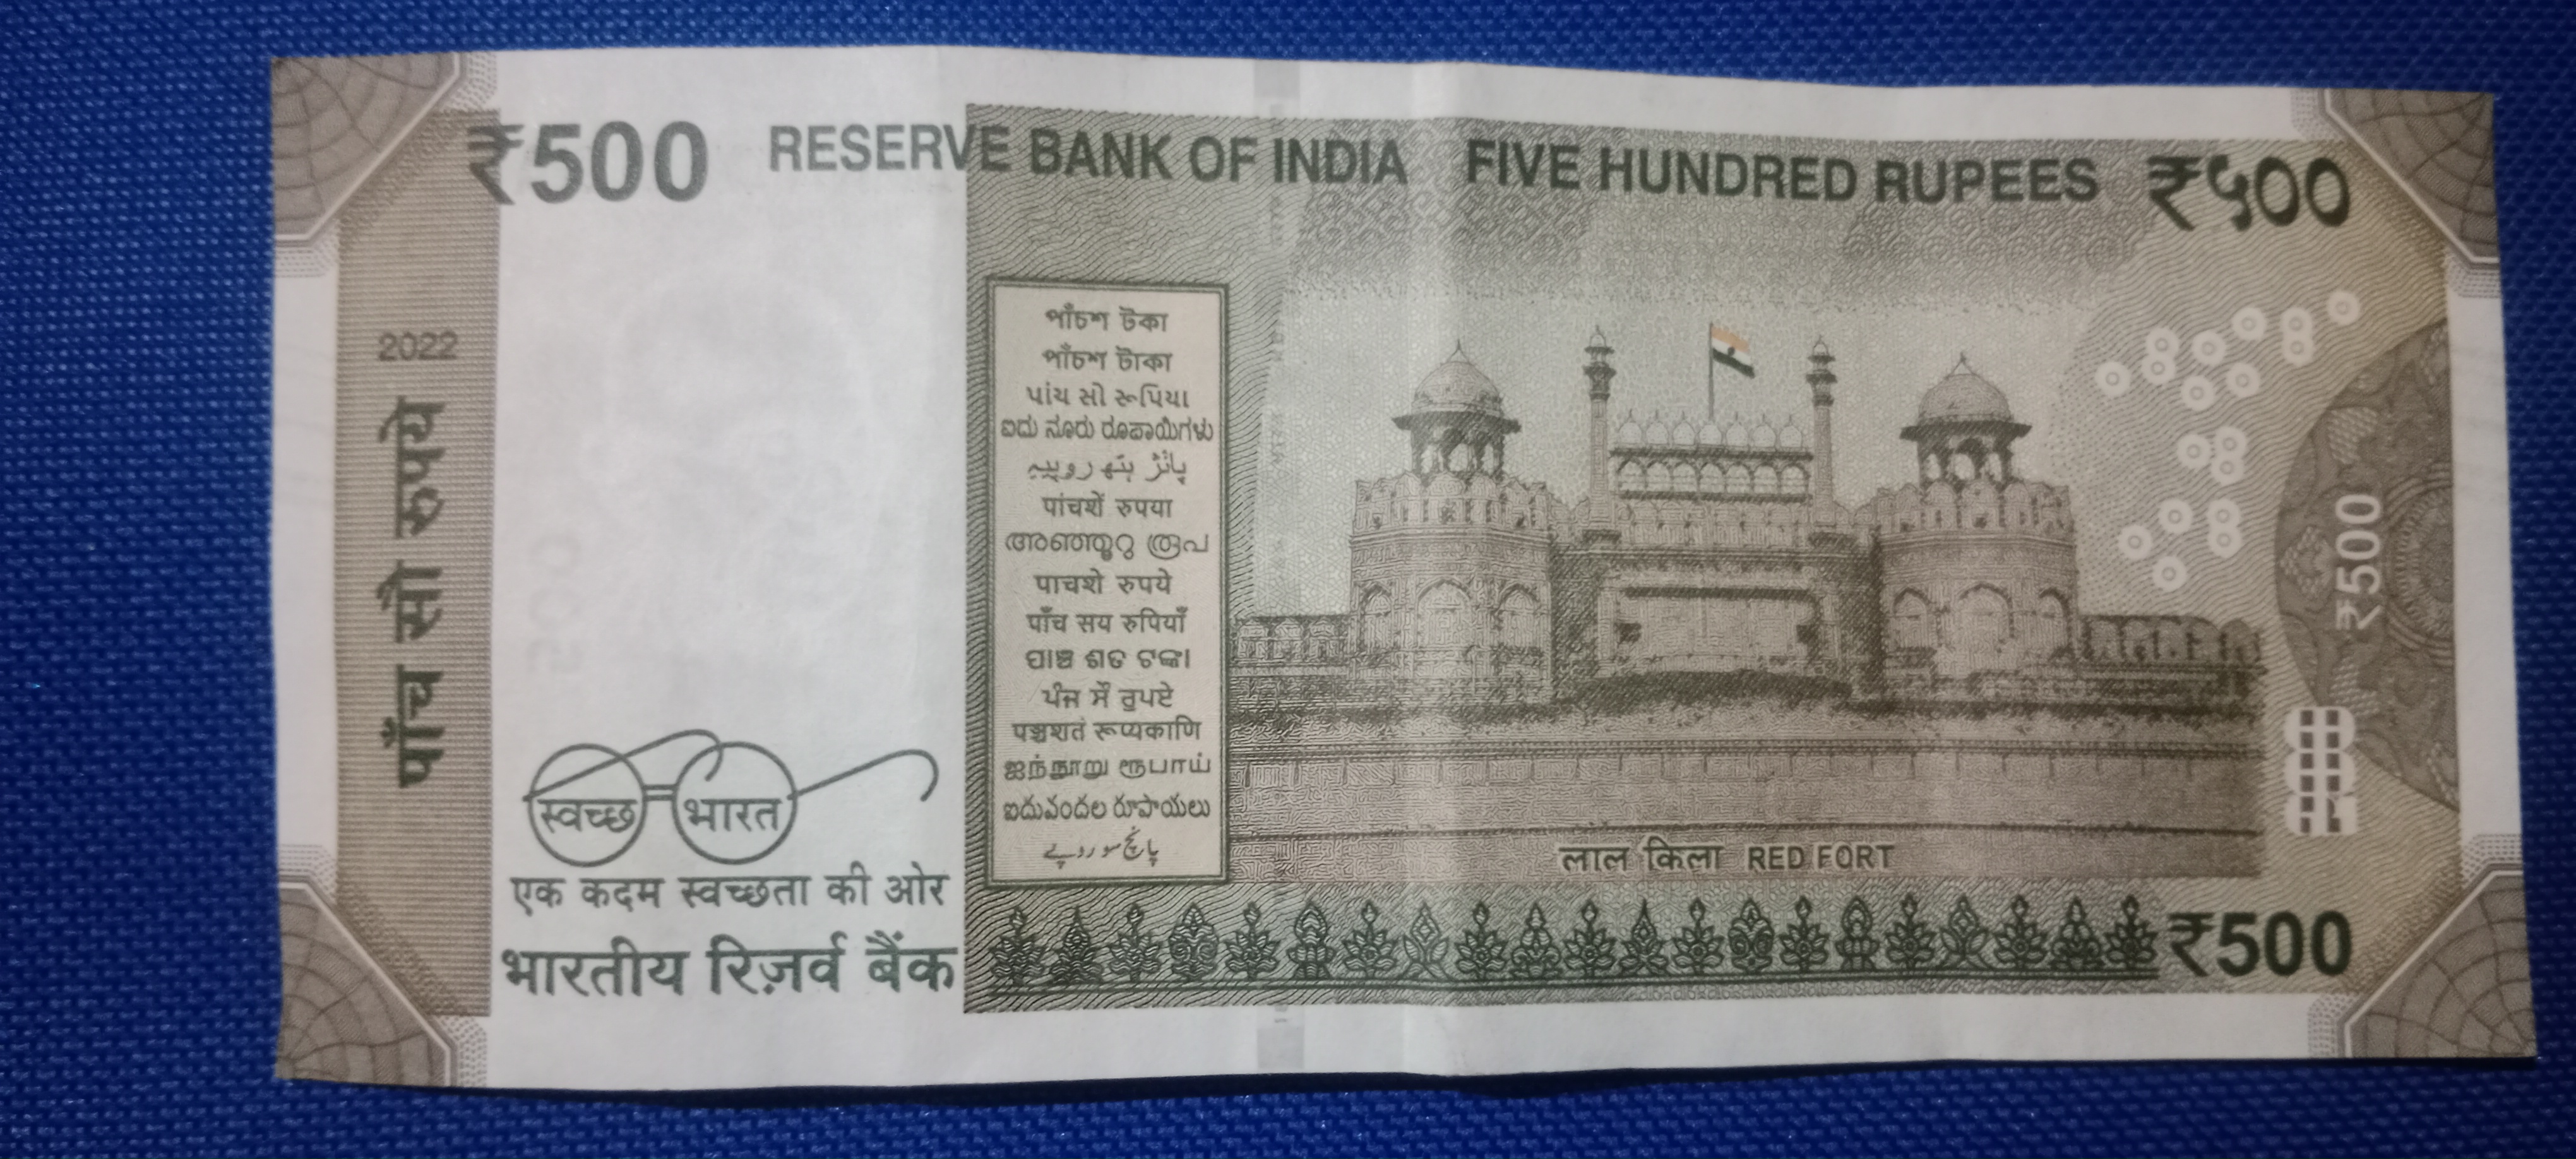 ₹500 RESERVE BANK OF INDIA FIVE HUNDRED RUPEES ₹५००
2022
पाँच सौ रुपये
পাঁচশ টকা
পাঁচশ টাকা
પાંચ સો રૂપિયા
ಐದು ನೂರು ರೂಪಾಯಿಗಳು
پانژ ہَتھ روپیہِ
पांचशें रुपया
അഞ്ഞൂറു രൂപ
पाचशे रुपये
पाँच सय रुपियाँ
ପାଞ୍ଚ ଶତ ଟଙ୍କା
ਪੰਜ ਸੌ ਰੁਪਏ
पञ्चशतं रूप्यकाणि
ஐந்நூறு ரூபாய்
ఐదువందల రూపాయలు
پانچ سو روپے
₹500
स्वच्छ भारत
एक कदम स्वच्छता की ओर
भारतीय रिज़र्व बैंक
लाल किला RED FORT
₹500